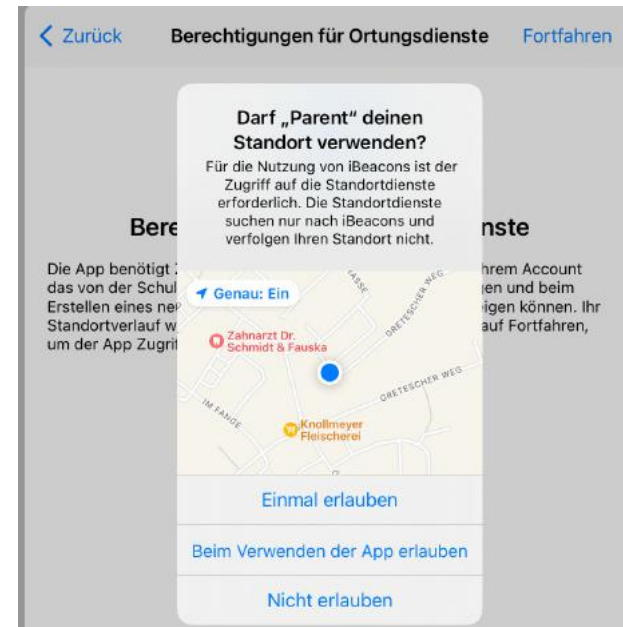 Zurück
Berechtigungen für Ortungsdienste
Fortfahren
Darf „Parent“ deinen
Standort verwenden?
Für die Nutzung von iBeacons ist der
Zugriff auf die Standortdienste
erforderlich. Die Standortdienste
suchen nur nach iBeacons und
verfolgen Ihren Standort nicht.
Bere nste
Die App benötigt hrem Account
das von der Schul en und beim
Erstellen eines ne eigen können. Ihr
Standortverlauf w auf Fortfahren,
um der App Zugri
Genau: Ein
GRETESCHER WEG
Zahnarzt Dr.
Schmidt & Fauska
GRETESCHER WEG
IM FANGE
Knollmeyer
Fleischerei
Einmal erlauben
Beim Verwenden der App erlauben
Nicht erlauben